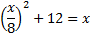 (x/8)² + 12 = x